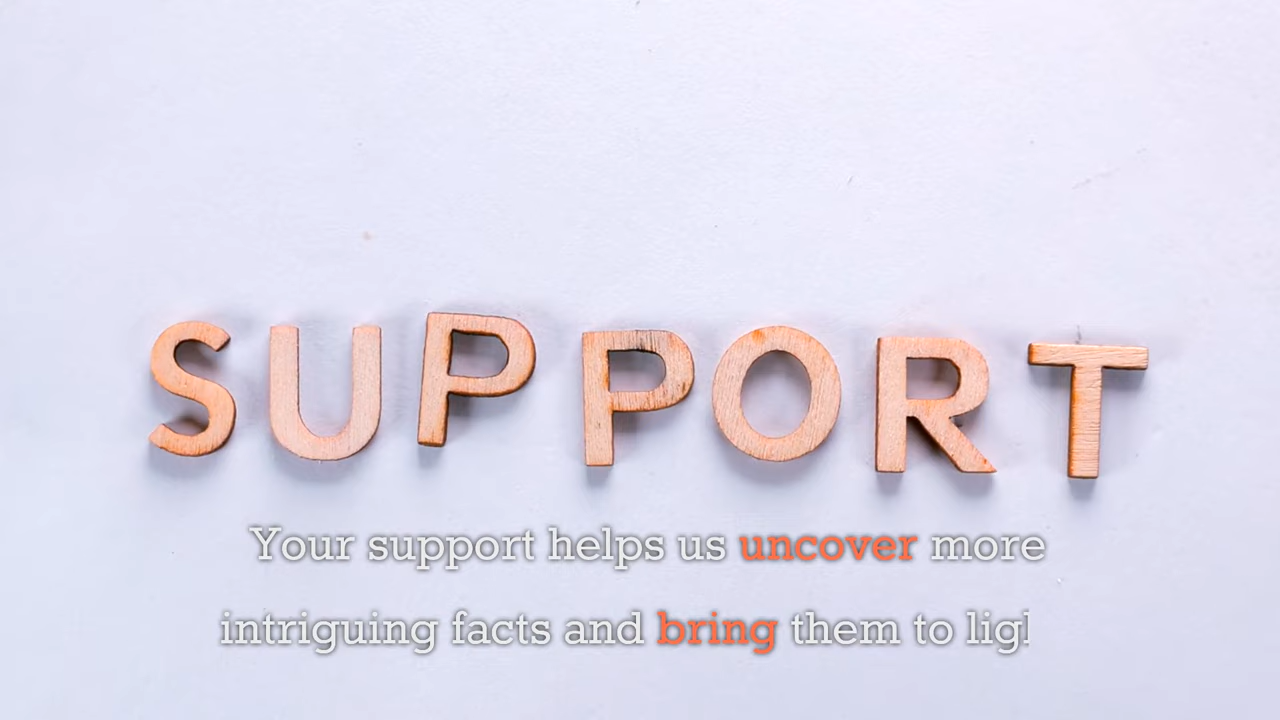 SUPPORT
Your support helps us uncover more
intriguing facts and bring them to lig